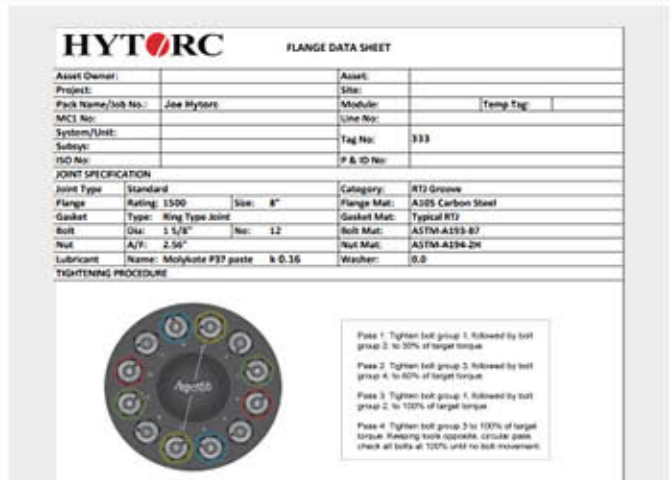 HYTORC FLANGE DATA SHEET
Asset Owner: Asset:
Project: Site:
Pack Name/Job No.: Joe Hytorc Module: Temp Tag:
MC1 No: Line No:
System/Unit: Tag No: 333
Subsys:
ISO No: P & ID No:
JOINT SPECIFICATION
Joint Type Standard Category: RTJ Groove
Flange Rating: 1500 Size: 8" Flange Mat: A105 Carbon Steel
Gasket Type: Ring Type Joint Gasket Mat: Typical RTJ
Bolt Dia: 1 5/8" No: 12 Bolt Mat: ASTM-A193-B7
Nut A/F: 2.56" Nut Mat: ASTM-A194-2H
Lubricant Name: Molykote P37 paste k 0.16 Washer: 0.0
TIGHTENING PROCEDURE
Pass 1: Tighten bolt group 1, followed by bolt
group 2, to 30% of target torque
Pass 2: Tighten bolt group 3, followed by bolt
group 4, to 60% of target torque
Pass 3: Tighten bolt group 1, followed by bolt
group 2, to 100% of target torque
Pass 4: Tighten bolt group 3 to 100% of target
torque. Keeping tools opposite, circular pass
check all bolts at 100% until no bolt movement